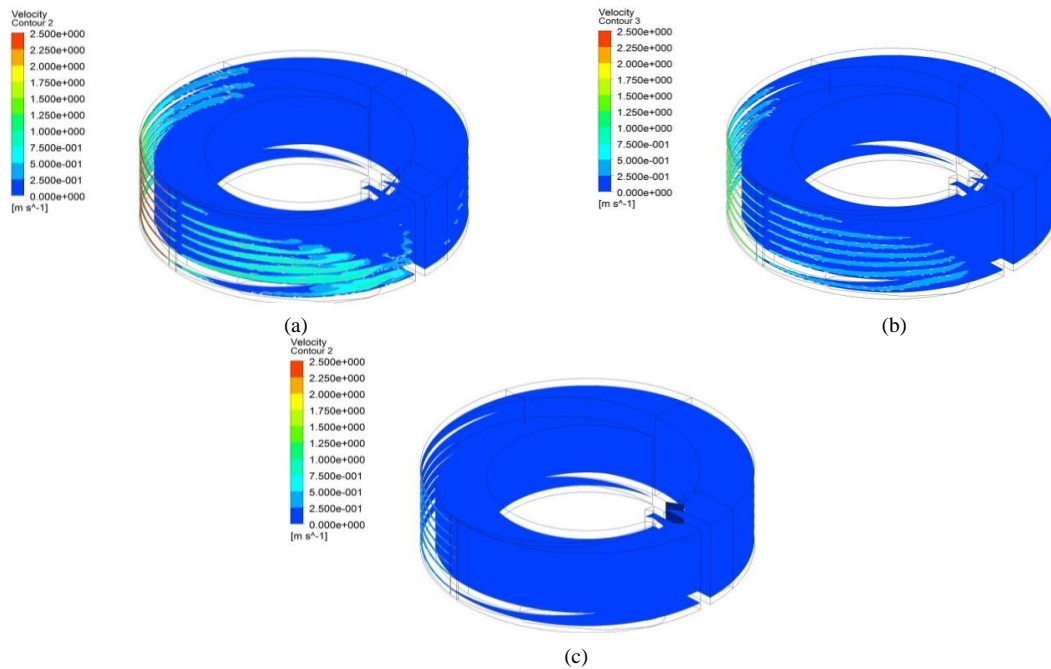 Velocity
Contour 2
2.500e+000
2.250e+000
2.000e+000
1.750e+000
1.500e+000
1.250e+000
1.000e+000
7.500e-001
5.000e-001
2.500e-001
0.000e+000
[m s^-1]
(a)
Velocity
Contour 3
2.500e+000
2.250e+000
2.000e+000
1.750e+000
1.500e+000
1.250e+000
1.000e+000
7.500e-001
5.000e-001
2.500e-001
0.000e+000
[m s^-1]
(b)
Velocity
Contour 2
2.500e+000
2.250e+000
2.000e+000
1.750e+000
1.500e+000
1.250e+000
1.000e+000
7.500e-001
5.000e-001
2.500e-001
0.000e+000
[m s^-1]
(c)